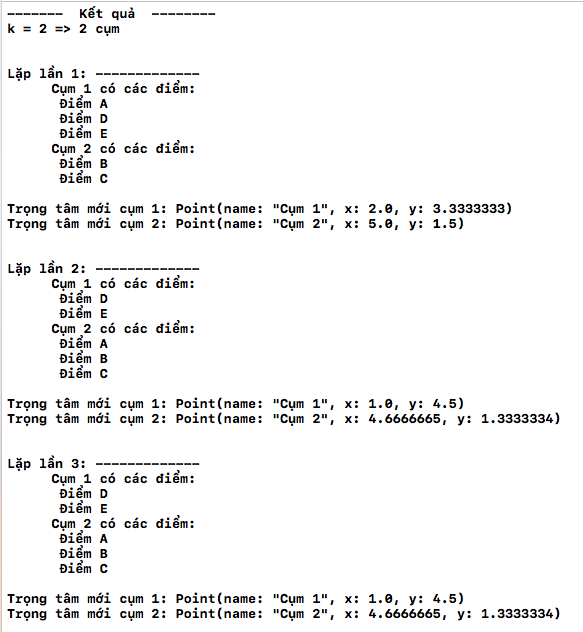 -------  Kết quả  --------
k = 2 => 2 cụm
Lặp lần 1: -------------
Cụm 1 có các điểm:
Điểm A
Điểm D
Điểm E
Cụm 2 có các điểm:
Điểm B
Điểm C
Trọng tâm mới cụm 1: Point(name: "Cụm 1", x: 2.0, y: 3.3333333)
Trọng tâm mới cụm 2: Point(name: "Cụm 2", x: 5.0, y: 1.5)
Lặp lần 2: -------------
Cụm 1 có các điểm:
Điểm D
Điểm E
Cụm 2 có các điểm:
Điểm A
Điểm B
Điểm C
Trọng tâm mới cụm 1: Point(name: "Cụm 1", x: 1.0, y: 4.5)
Trọng tâm mới cụm 2: Point(name: "Cụm 2", x: 4.6666665, y: 1.3333334)
Lặp lần 3: -------------
Cụm 1 có các điểm:
Điểm D
Điểm E
Cụm 2 có các điểm:
Điểm A
Điểm B
Điểm C
Trọng tâm mới cụm 1: Point(name: "Cụm 1", x: 1.0, y: 4.5)
Trọng tâm mới cụm 2: Point(name: "Cụm 2", x: 4.6666665, y: 1.3333334)